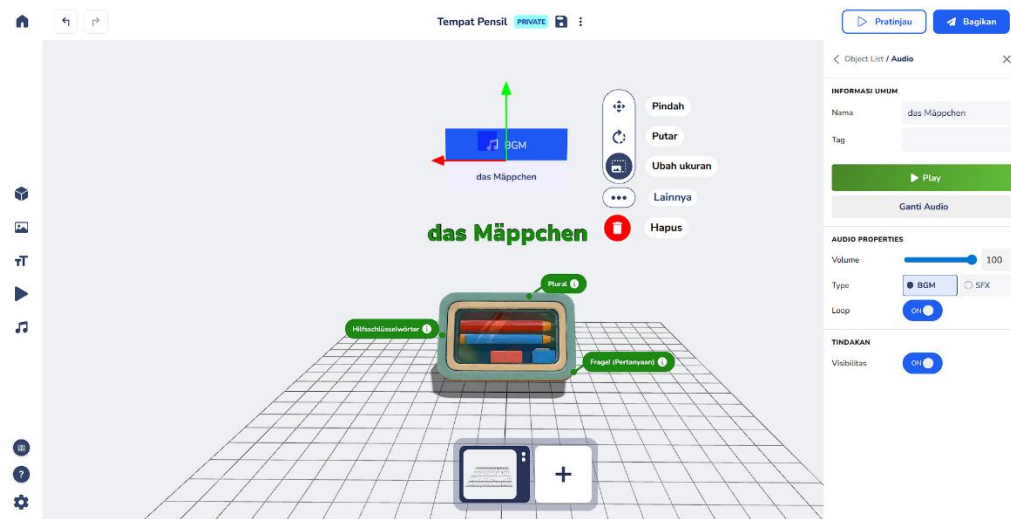 Tempat Pensil PRIVATE
Pratinjau
Bagikan
Object List / Audio
INFORMASI UMUM
Nama das Mäppchen
Tag
Play
Ganti Audio
AUDIO PROPERTIES
Volume 100
Type BGM SFX
Loop ON
TINDAKAN
Visibilitas ON
BGM
das Mäppchen
Pindah
Putar
Ubah ukuran
Lainnya
Hapus
das Mäppchen
Plural
Hilfsschlüsselwörter
Frage! (Pertanyaan)